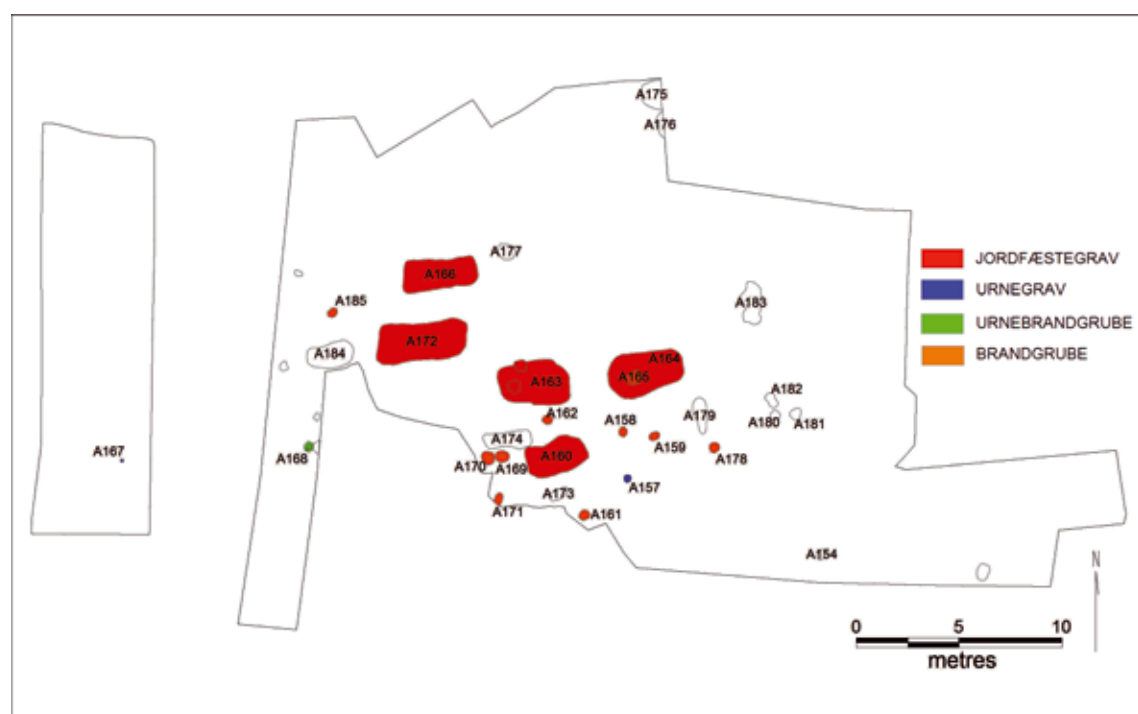 A175
A176
A177
A166
A183
A185
A172
A184
A164
A165
A163
A182
A162
A158
A179
A180
A181
A159
A174
A178
A167
A168
A170
A169
A160
A157
A173
A171
A161
A154
JORDFÆSTEGRAV
URNEGRAV
URNEBRANDGRUBE
BRANDGRUBE
N
0 5 10
metres